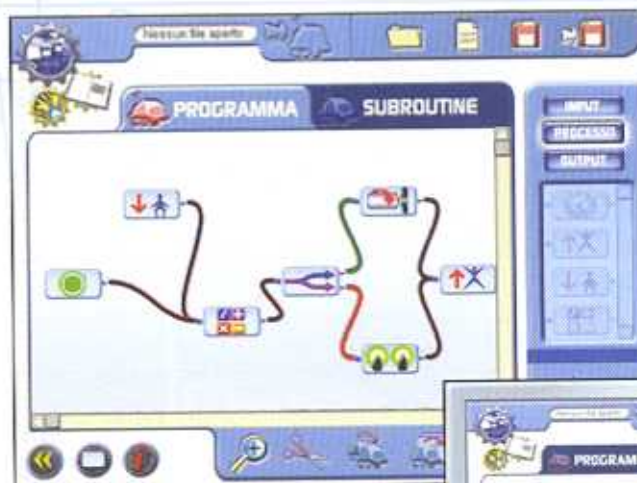 Nessun file aperto
PROGRAMMA
SUBROUTINE
INPUT
PROCESSO
OUTPUT
PROGRAM